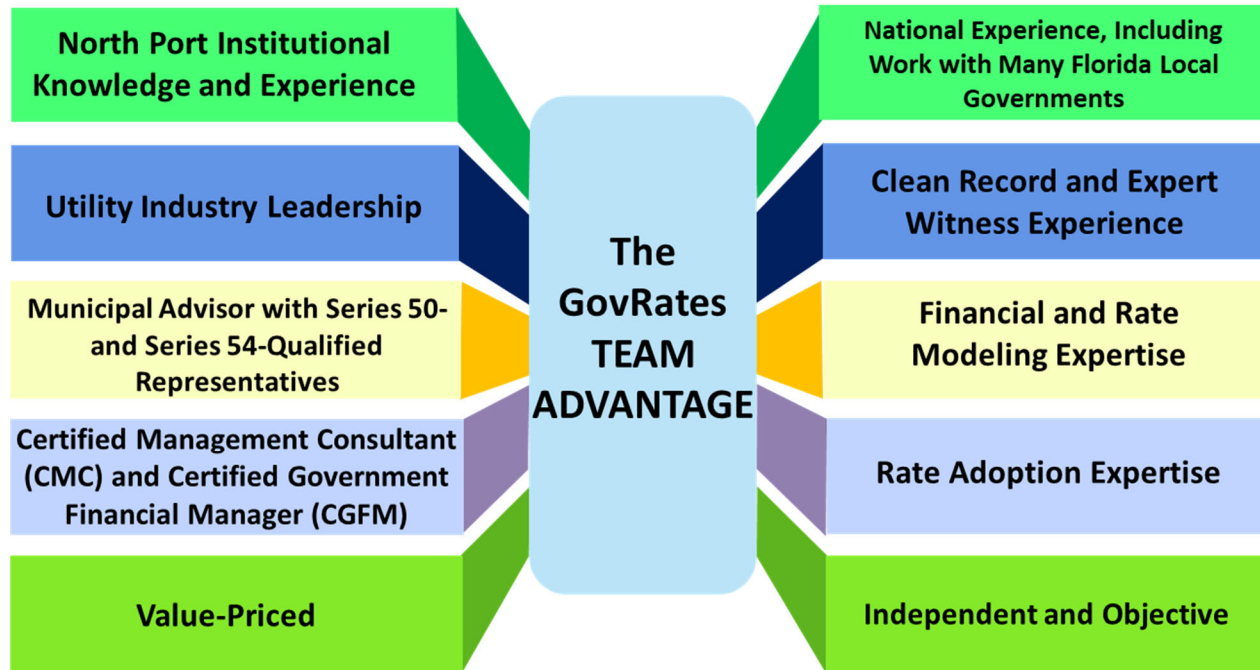 North Port Institutional
Knowledge and Experience
Utility Industry Leadership
Municipal Advisor with Series 50-
and Series 54-Qualified
Representatives
Certified Management Consultant
(CMC) and Certified Government
Financial Manager (CGFM)
Value-Priced
The
GovRates
TEAM
ADVANTAGE
National Experience, Including
Work with Many Florida Local
Governments
Clean Record and Expert
Witness Experience
Financial and Rate
Modeling Expertise
Rate Adoption Expertise
Independent and Objective